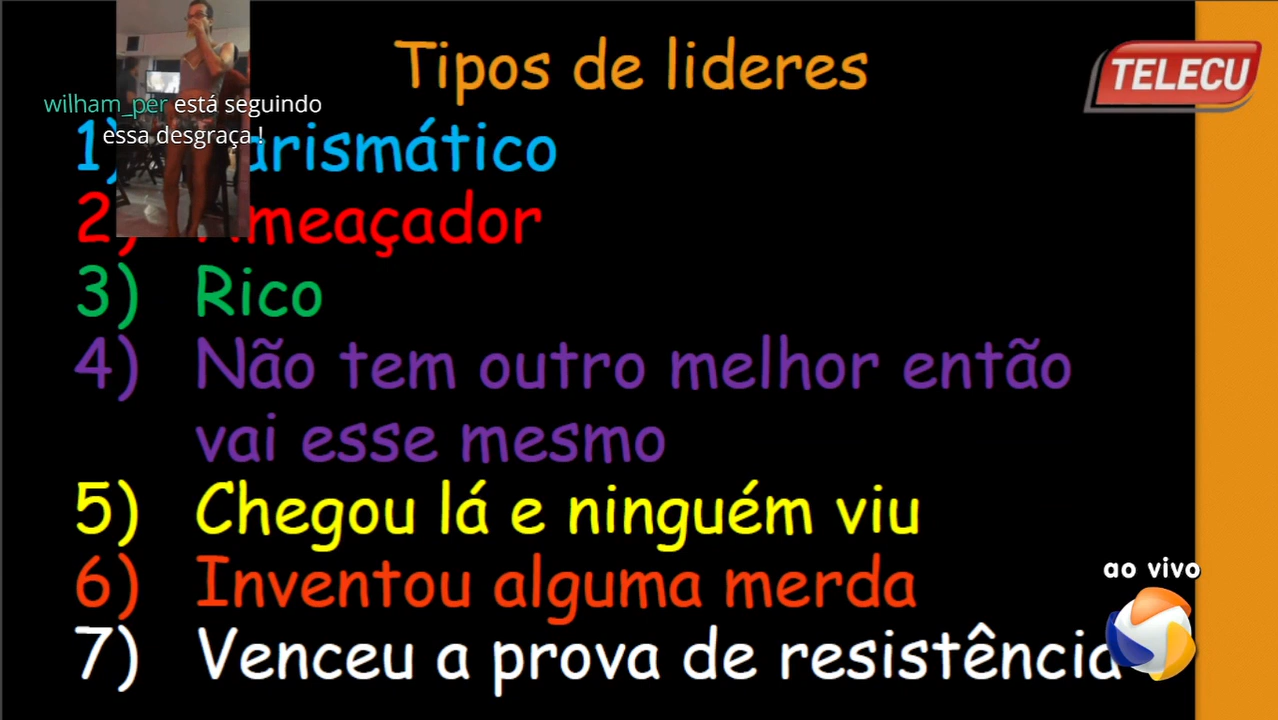 Tipos de lideres
TELECU
wilham_per está seguindo
essa desgraça !
1) Carismático
2) Ameaçador
3) Rico
4) Não tem outro melhor então
vai esse mesmo
5) Chegou lá e ninguém viu
6) Inventou alguma merda
7) Venceu a prova de resistência
ao vivo